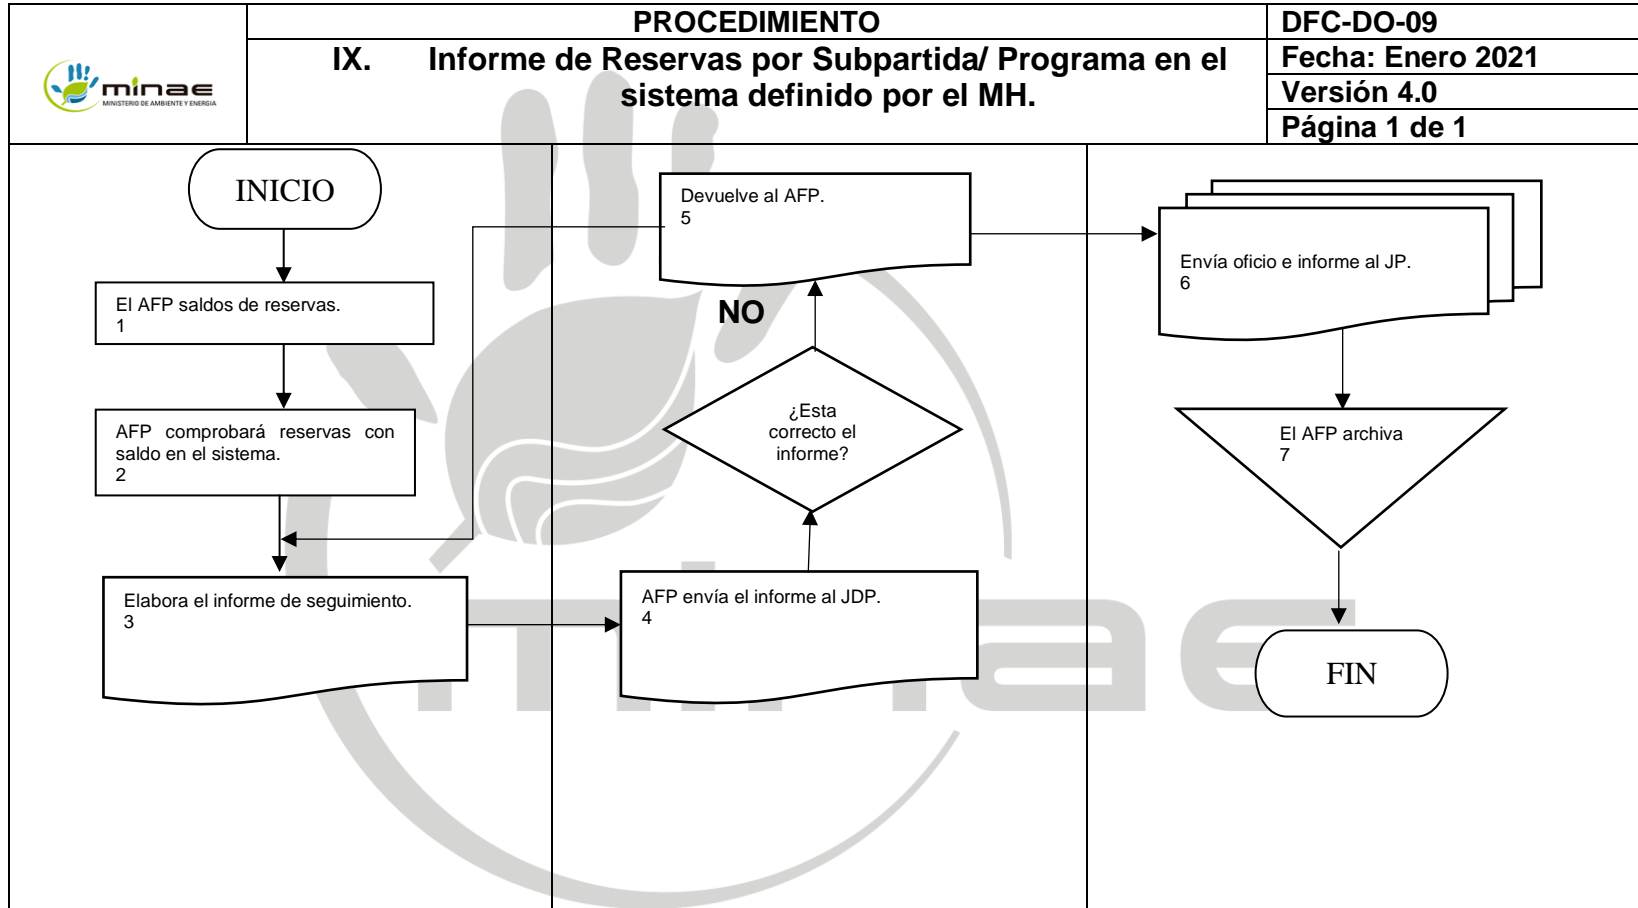 PROCEDIMIENTO
IX. Informe de Reservas por Subpartida/ Programa en el
sistema definido por el MH.
DFC-DO-09
Fecha: Enero 2021
Versión 4.0
Página 1 de 1
minae
MINISTERIO DE AMBIENTE Y ENERGIA
INICIO
El AFP saldos de reservas.
1
AFP comprobará reservas con
saldo en el sistema.
2
Elabora el informe de seguimiento.
3
Devuelve al AFP.
5
NO
¿Esta
correcto el
informe?
AFP envía el informe al JDP.
4
Envía oficio e informe al JP.
6
El AFP archiva
7
FIN
minae